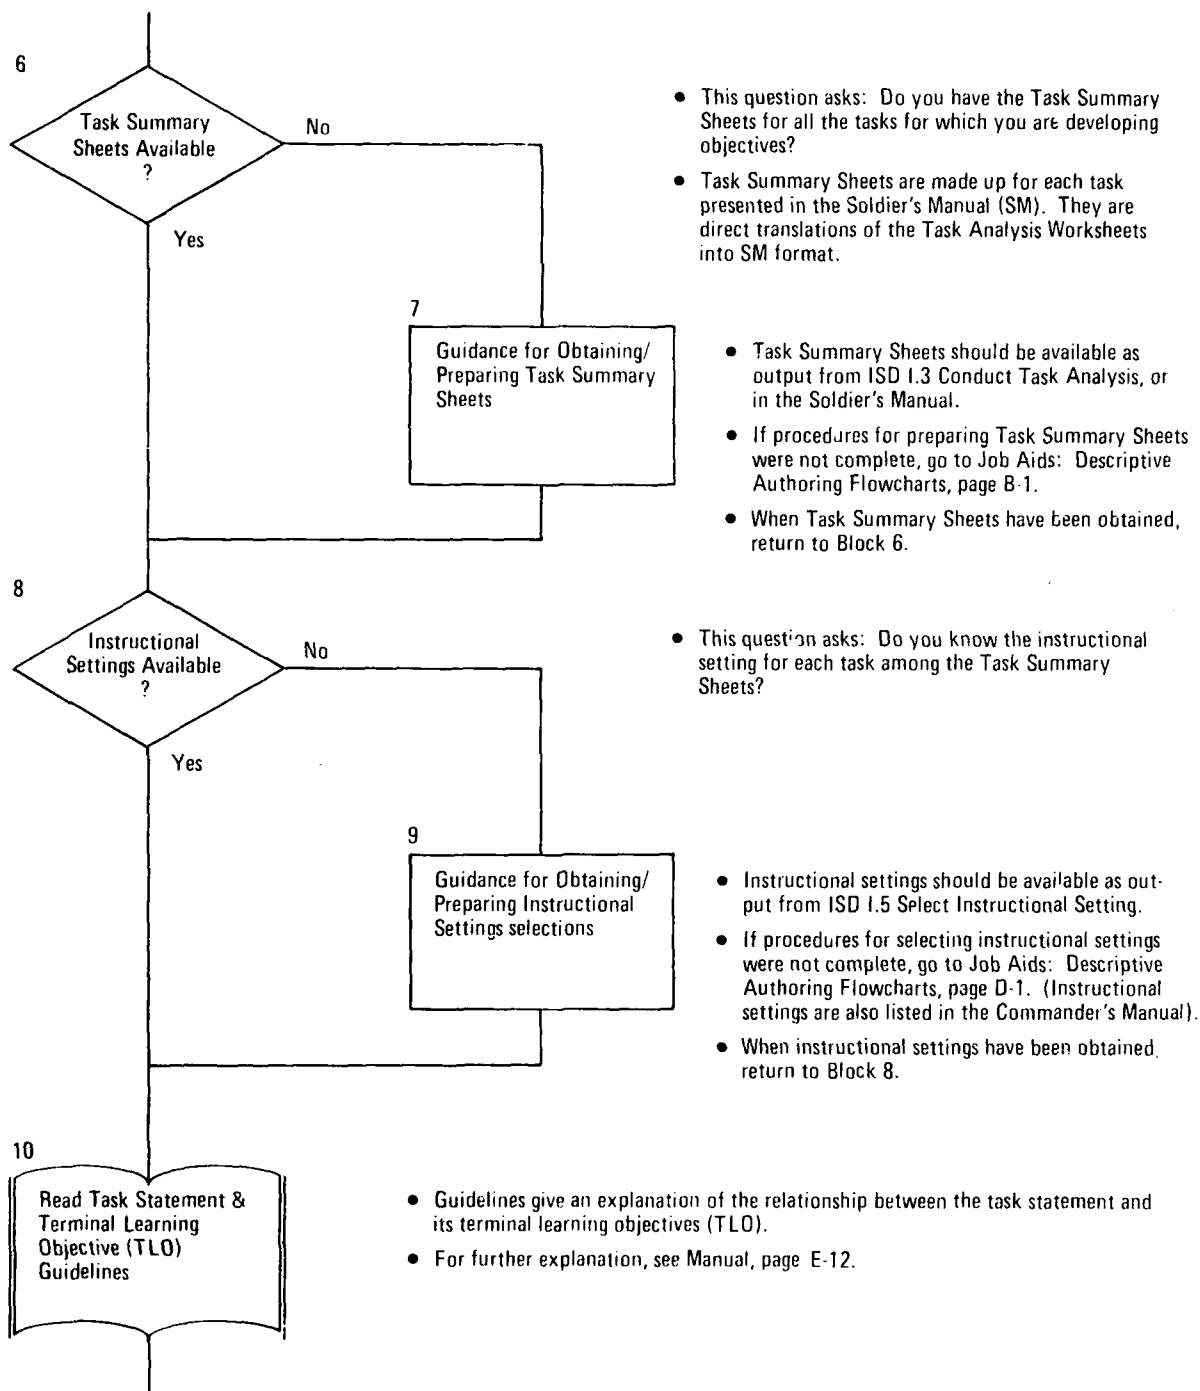 6
Task Summary
Sheets Available
?
No
Yes
• This question asks: Do you have the Task Summary
Sheets for all the tasks for which you are developing
objectives?
• Task Summary Sheets are made up for each task
presented in the Soldier's Manual (SM). They are
direct translations of the Task Analysis Worksheets
into SM format.
7
Guidance for Obtaining/
Preparing Task Summary
Sheets
• Task Summary Sheets should be available as
output from ISD I.3 Conduct Task Analysis, or
in the Soldier's Manual.
• If procedures for preparing Task Summary Sheets
were not complete, go to Job Aids: Descriptive
Authoring Flowcharts, page B-1.
• When Task Summary Sheets have been obtained,
return to Block 6.
8
Instructional
Settings Available
?
No
Yes
• This question asks: Do you know the instructional
setting for each task among the Task Summary
Sheets?
9
Guidance for Obtaining/
Preparing Instructional
Settings selections
• Instructional settings should be available as out-
put from ISD I.5 Select Instructional Setting.
• If procedures for selecting instructional settings
were not complete, go to Job Aids: Descriptive
Authoring Flowcharts, page D-1. (Instructional
settings are also listed in the Commander's Manual).
• When instructional settings have been obtained,
return to Block 8.
10
Read Task Statement &
Terminal Learning
Objective (TLO)
Guidelines
• Guidelines give an explanation of the relationship between the task statement and
its terminal learning objectives (TLO).
• For further explanation, see Manual, page E-12.